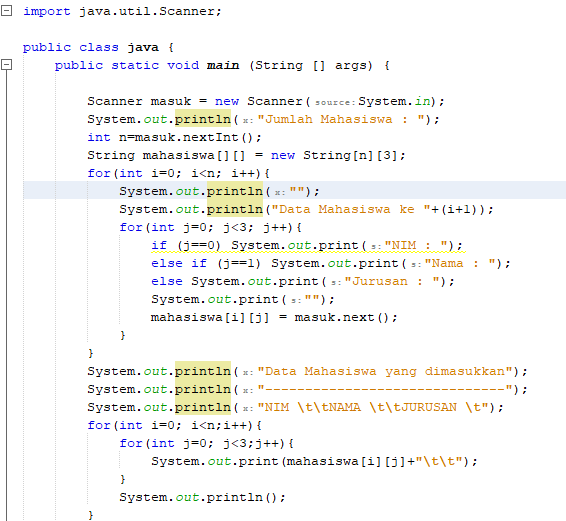 import java.util.Scanner;
public class java {
public static void main (String [] args) {
Scanner masuk = new Scanner( source: System.in);
System.out.println( x: "Jumlah Mahasiswa : ");
int n=masuk.nextInt();
String mahasiswa[][] = new String[n][3];
for(int i=0; i<n; i++){
System.out.println( x: "");
System.out.println("Data Mahasiswa ke "+(i+1));
for(int j=0; j<3; j++){
if (j==0) System.out.print( s: "NIM : ");
else if (j==1) System.out.print( s: "Nama : ");
else System.out.print( s: "Jurusan : ");
System.out.print( s: "");
mahasiswa[i][j] = masuk.next();
}
}
System.out.println( x: "Data Mahasiswa yang dimasukkan");
System.out.println( x: "------------------------------");
System.out.println( x: "NIM \t\tNAMA \t\tJURUSAN \t");
for(int i=0; i<n;i++){
for(int j=0; j<3;j++){
System.out.print(mahasiswa[i][j]+"\t\t");
}
System.out.println();
}